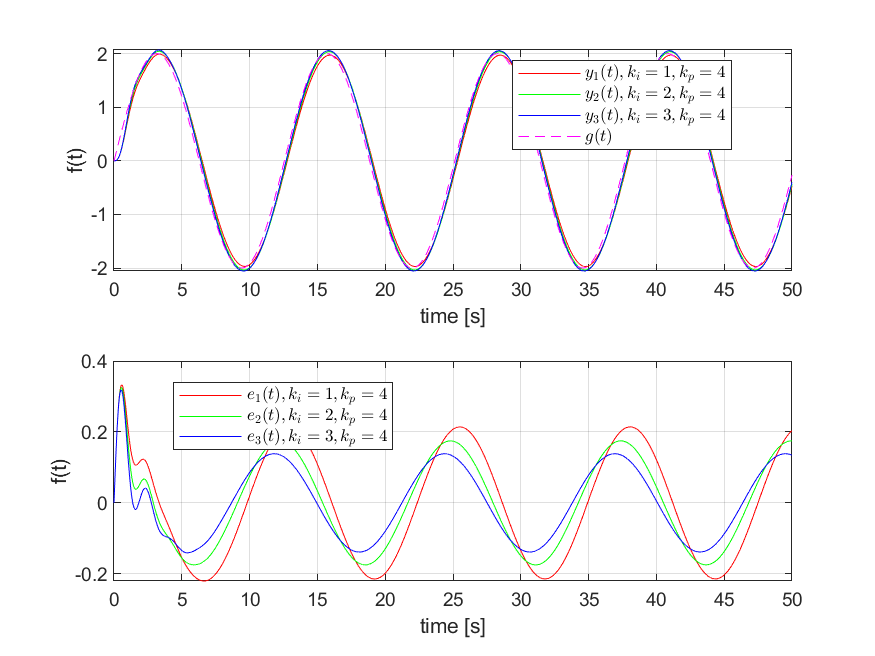 f(t)
2
1
0
-1
-2
y₁(t), kᵢ = 1, kₚ = 4
y₂(t), kᵢ = 2, kₚ = 4
y₃(t), kᵢ = 3, kₚ = 4
g(t)
0 5 10 15 20 25 30 35 40 45 50
time [s]
f(t)
0.4
0.2
0
-0.2
e₁(t), kᵢ = 1, kₚ = 4
e₂(t), kᵢ = 2, kₚ = 4
e₃(t), kᵢ = 3, kₚ = 4
0 5 10 15 20 25 30 35 40 45 50
time [s]